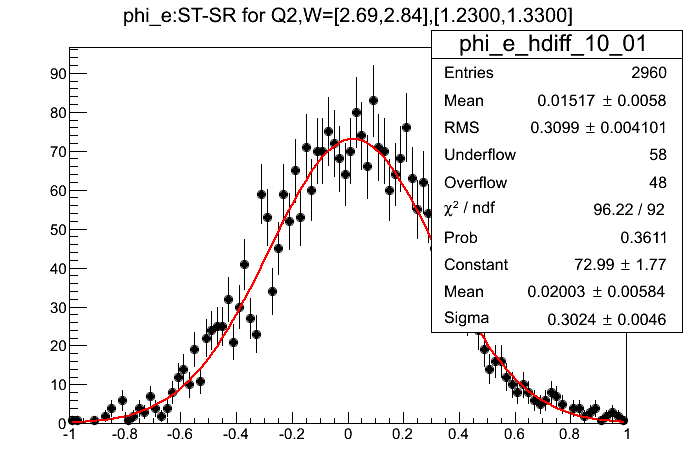 phi_e:ST-SR for Q2,W=[2.69,2.84],[1.2300,1.3300]
phi_e_hdiff_10_01
Entries 2960
Mean 0.01517 ± 0.0058
RMS 0.3099 ± 0.004101
Underflow 58
Overflow 48
χ² / ndf 96.22 / 92
Prob 0.3611
Constant 72.99 ± 1.77
Mean 0.02003 ± 0.00584
Sigma 0.3024 ± 0.0046
90
80
70
60
50
40
30
20
10
0
-1 -0.8 -0.6 -0.4 -0.2 0 0.2 0.4 0.6 0.8 1